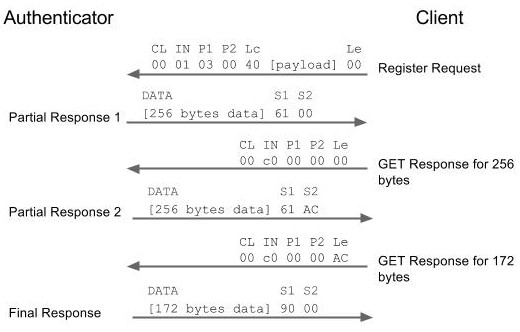 Authenticator Client
CL IN P1 P2 Lc Le
00 01 03 00 40 [payload] 00
Register Request
DATA S1 S2
[256 bytes data] 61 00
Partial Response 1
CL IN P1 P2 Le
00 c0 00 00 00
GET Response for 256
bytes
DATA S1 S2
[256 bytes data] 61 AC
Partial Response 2
CL IN P1 P2 Le
00 c0 00 00 AC
GET Response for 172
bytes
DATA S1 S2
[172 bytes data] 90 00
Final Response